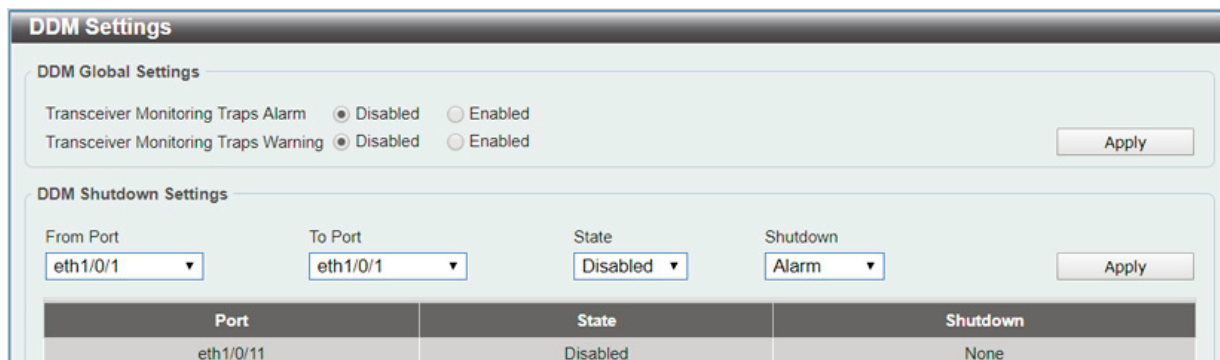 DDM Settings
DDM Global Settings
Transceiver Monitoring Traps Alarm Disabled Enabled
Transceiver Monitoring Traps Warning Disabled Enabled Apply
DDM Shutdown Settings
From Port To Port State Shutdown
eth1/0/1 eth1/0/1 Disabled Alarm Apply
Port State Shutdown
eth1/0/11 Disabled None